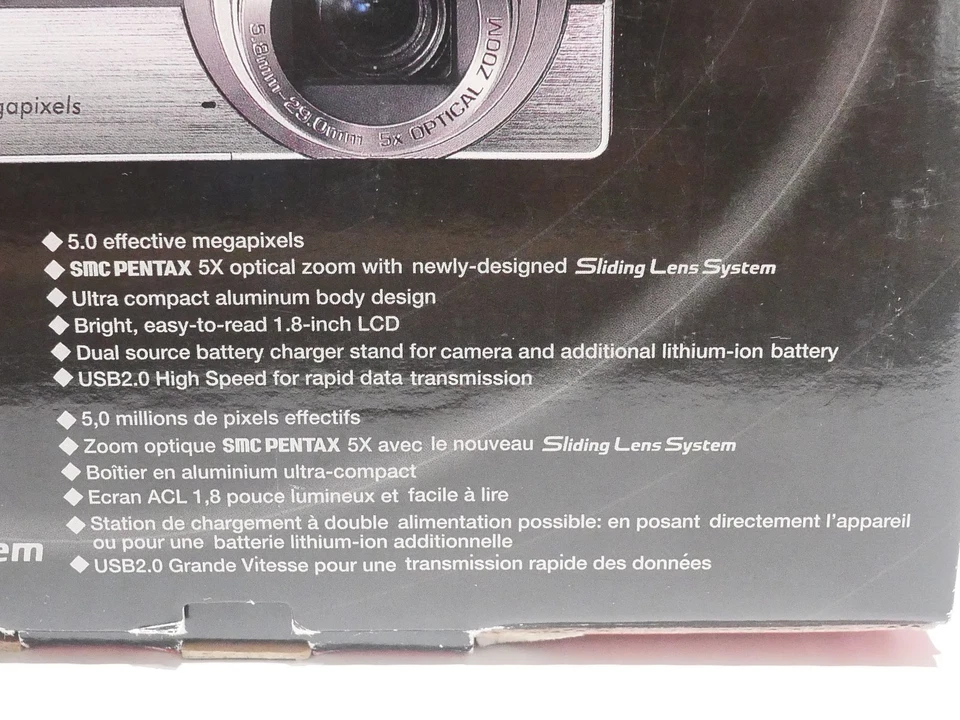 gapixels
5.8mm-29.0mm 5x OPTICAL ZOOM
5.0 effective megapixels
SMC PENTAX 5X optical zoom with newly-designed Sliding Lens System
Ultra compact aluminum body design
Bright, easy-to-read 1.8-inch LCD
Dual source battery charger stand for camera and additional lithium-ion battery
USB2.0 High Speed for rapid data transmission
5,0 millions de pixels effectifs
Zoom optique SMC PENTAX 5X avec le nouveau Sliding Lens System
Boîtier en aluminium ultra-compact
Ecran ACL 1,8 pouce lumineux et facile à lire
Station de chargement à double alimentation possible: en posant directement l'appareil
ou pour une batterie lithium-ion additionnelle
em
USB2.0 Grande Vitesse pour une transmission rapide des données